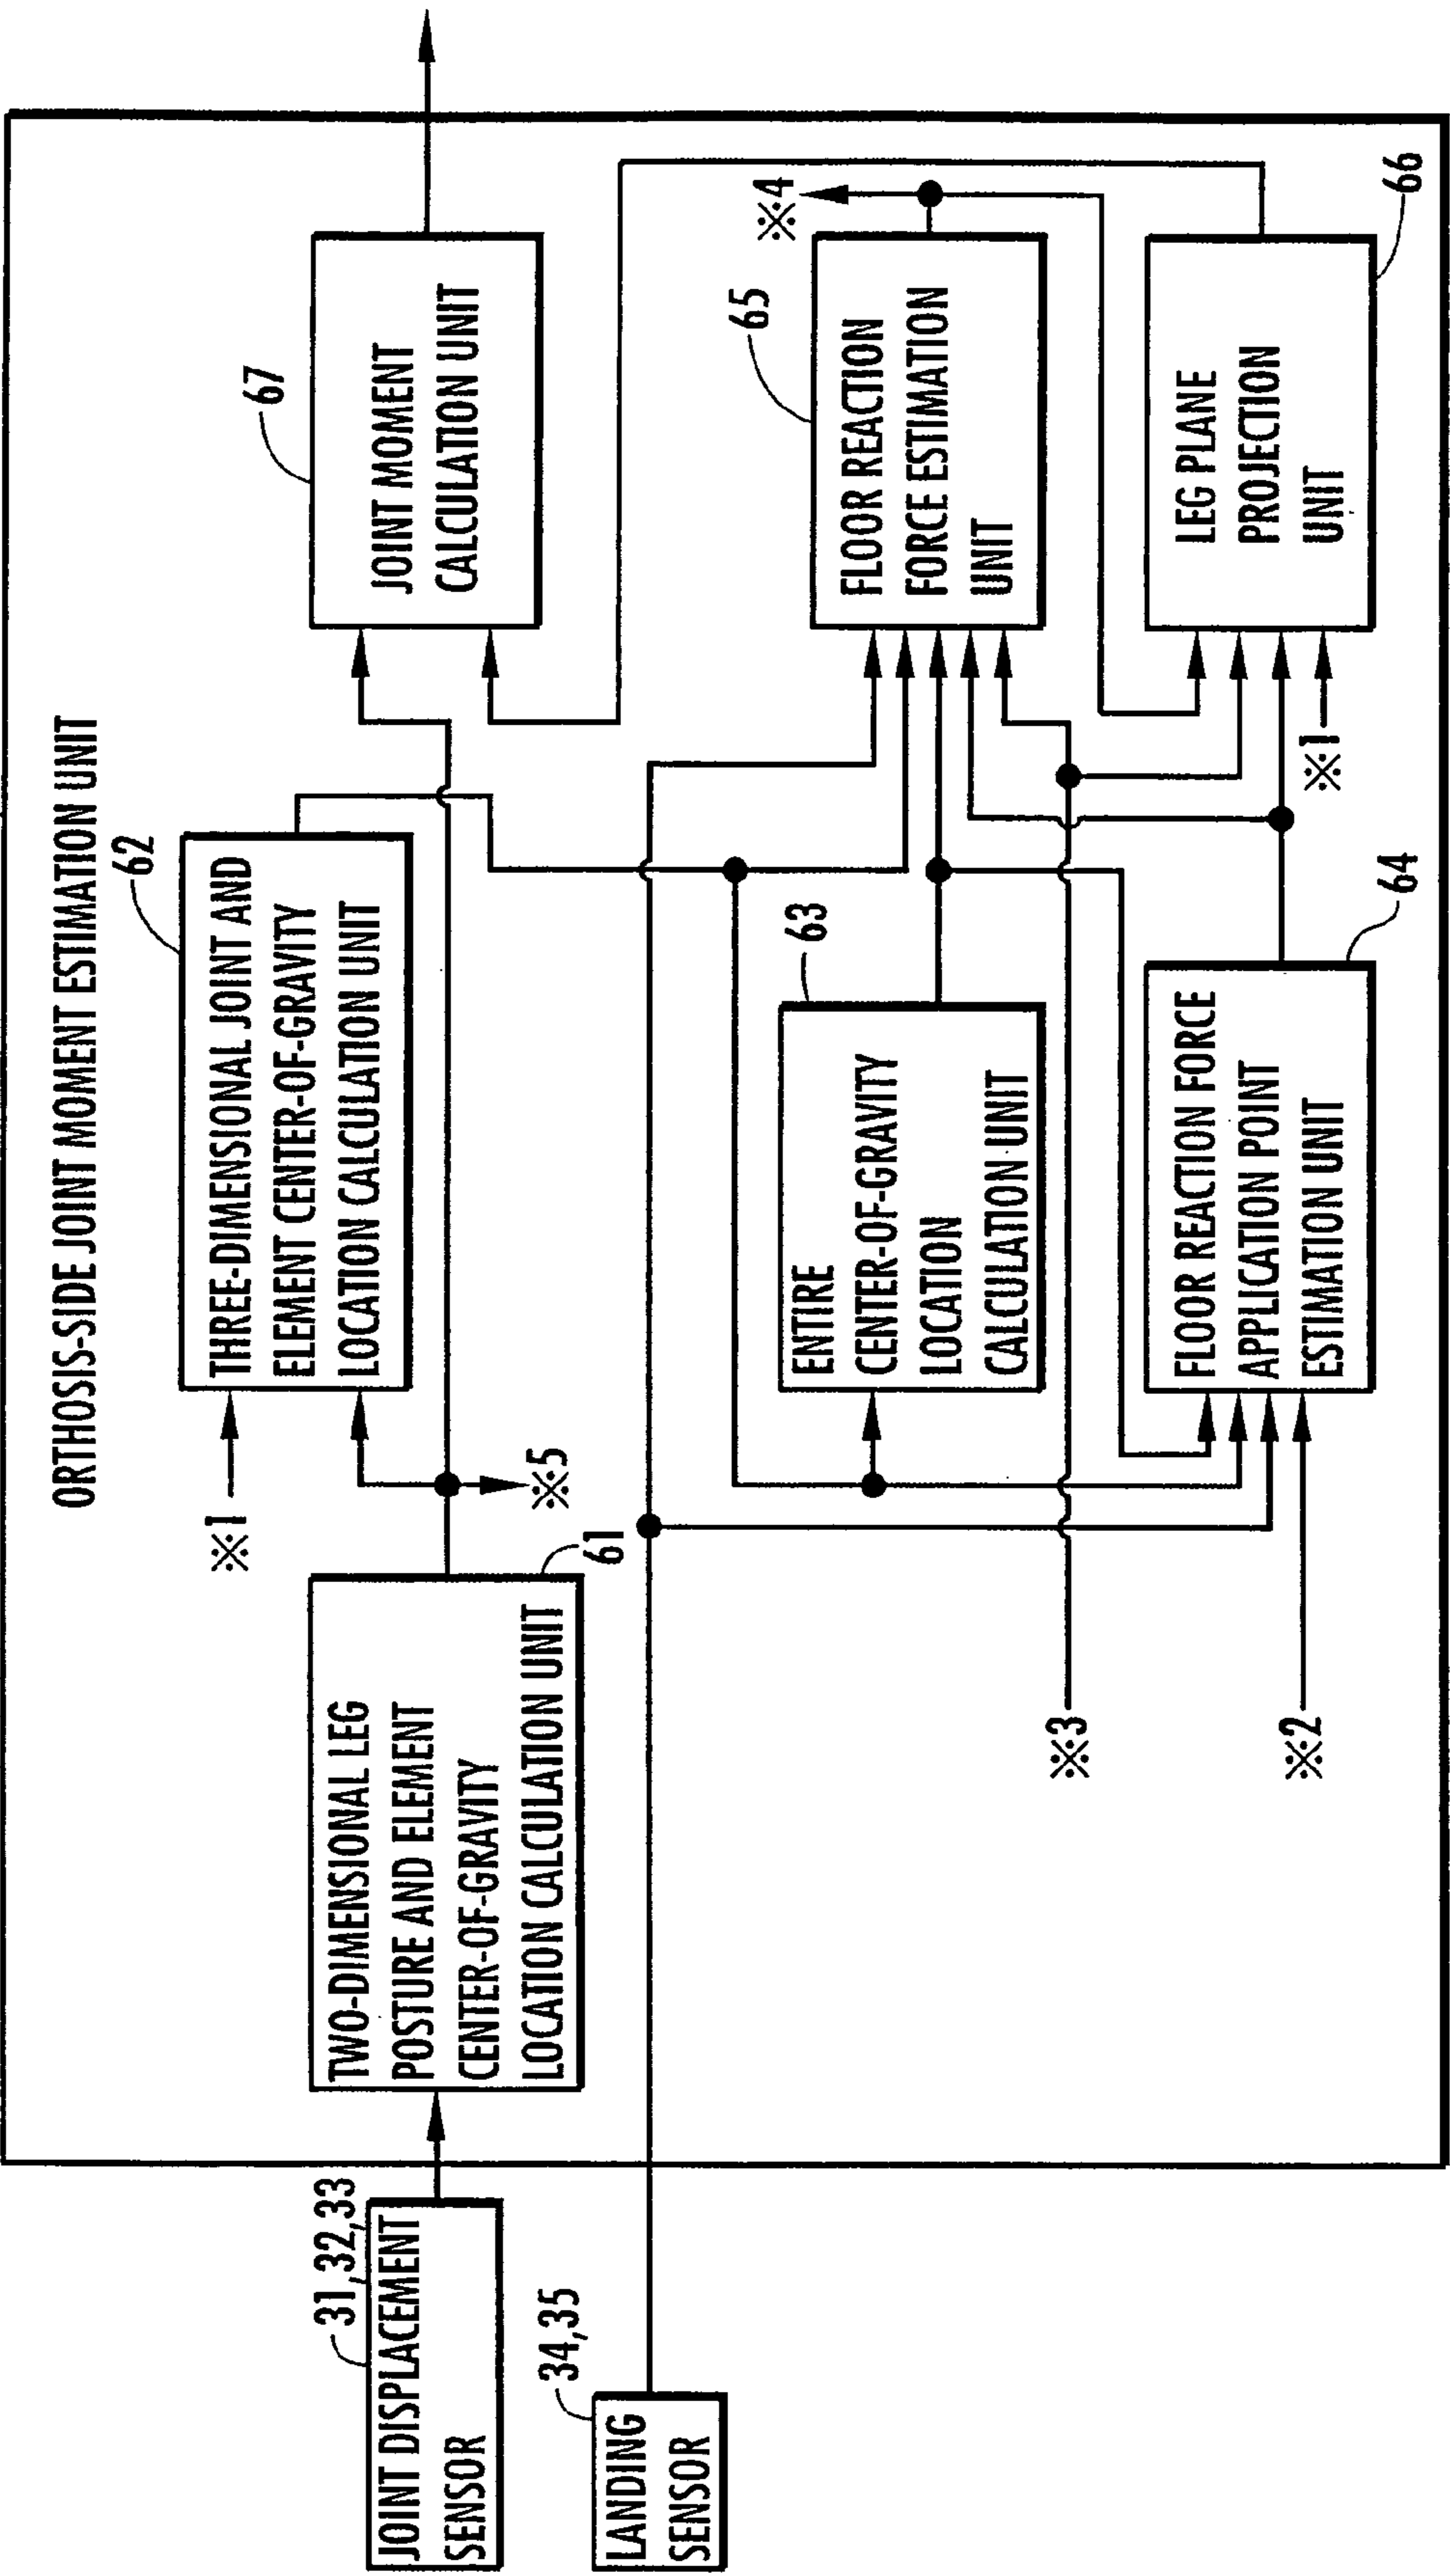 ORTHOSIS-SIDE JOINT MOMENT ESTIMATION UNIT
31,32,33
JOINT DISPLACEMENT
SENSOR
34,35
LANDING
SENSOR
61
TWO-DIMENSIONAL LEG
POSTURE AND ELEMENT
CENTER-OF-GRAVITY
LOCATION CALCULATION UNIT
※1
※5
62
THREE-DIMENSIONAL JOINT AND
ELEMENT CENTER-OF-GRAVITY
LOCATION CALCULATION UNIT
67
JOINT MOMENT
CALCULATION UNIT
63
ENTIRE
CENTER-OF-GRAVITY
LOCATION
CALCULATION UNIT
65
FLOOR REACTION
FORCE ESTIMATION
UNIT
※4
※3
※2
64
FLOOR REACTION FORCE
APPLICATION POINT
ESTIMATION UNIT
※1
66
LEG PLANE
PROJECTION
UNIT